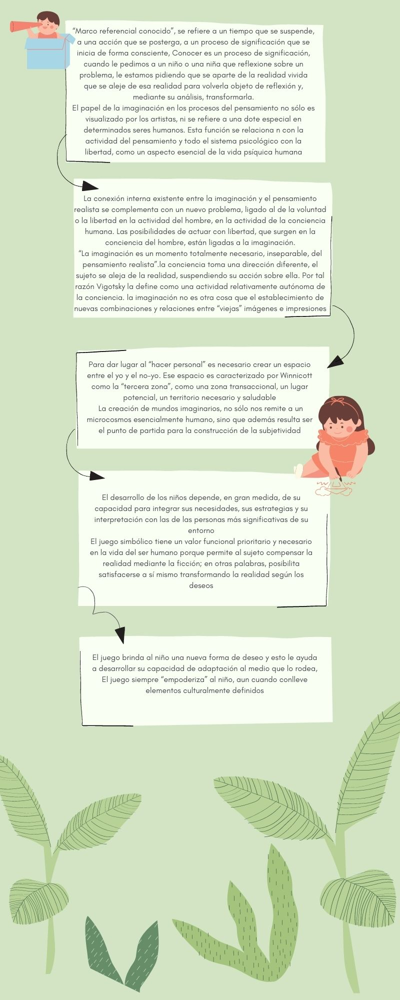 “Marco referencial conocido”, se refiere a un tiempo que se suspende,
a una acción que se posterga, a un proceso de significación que se
inicia de forma consciente, Conocer es un proceso de significación,
cuando le pedimos a un niño o una niña que reflexione sobre un
problema, le estamos pidiendo que se aparte de la realidad vivida
que se aleje de esa realidad para volverla objeto de reflexión y,
mediante su análisis, transformarla.
El papel de la imaginación en los procesos del pensamiento no sólo es
visualizado por los artistas, ni se refiere a una dote especial en
determinados seres humanos. Esta función se relaciona n con la
actividad del pensamiento y todo el sistema psicológico con la
libertad, como un aspecto esencial de la vida psíquica humana
La conexión interna existente entre la imaginación y el pensamiento
realista se complementa con un nuevo problema, ligado al de la voluntad
o la libertad en la actividad del hombre, en la actividad de la conciencia
humana. Las posibilidades de actuar con libertad, que surgen en la
conciencia del hombre, están ligadas a la imaginación.
“La imaginación es un momento totalmente necesario, inseparable, del
pensamiento realista”.la conciencia toma una dirección diferente, el
sujeto se aleja de la realidad, suspendiendo su acción sobre ella. Por tal
razón Vigotsky la define como una actividad relativamente autónoma de
la conciencia. la imaginación no es otra cosa que el establecimiento de
nuevas combinaciones y relaciones entre “viejas” imágenes e impresiones
Para dar lugar al “hacer personal” es necesario crear un espacio
entre el yo y el no-yo. Ese espacio es caracterizado por Winnicott
como la “tercera zona”, como una zona transaccional, un lugar
potencial, un territorio necesario y saludable
La creación de mundos imaginarios, no sólo nos remite a un
microcosmos esencialmente humano, sino que además resulta ser
el punto de partida para la construcción de la subjetividad
El desarrollo de los niños depende, en gran medida, de su
capacidad para integrar sus necesidades, sus estrategias y su
interpretación con las de las personas más significativas de su
entorno
El juego simbólico tiene un valor funcional prioritario y necesario
en la vida del ser humano porque permite al sujeto compensar la
realidad mediante la ficción; en otras palabras, posibilita
satisfacerse a sí mismo transformando la realidad según los
deseos
El juego brinda al niño una nueva forma de deseo y esto le ayuda
a desarrollar su capacidad de adaptación al medio que lo rodea,
El juego siempre “empoderiza” al niño, aun cuando conlleve
elementos culturalmente definidos